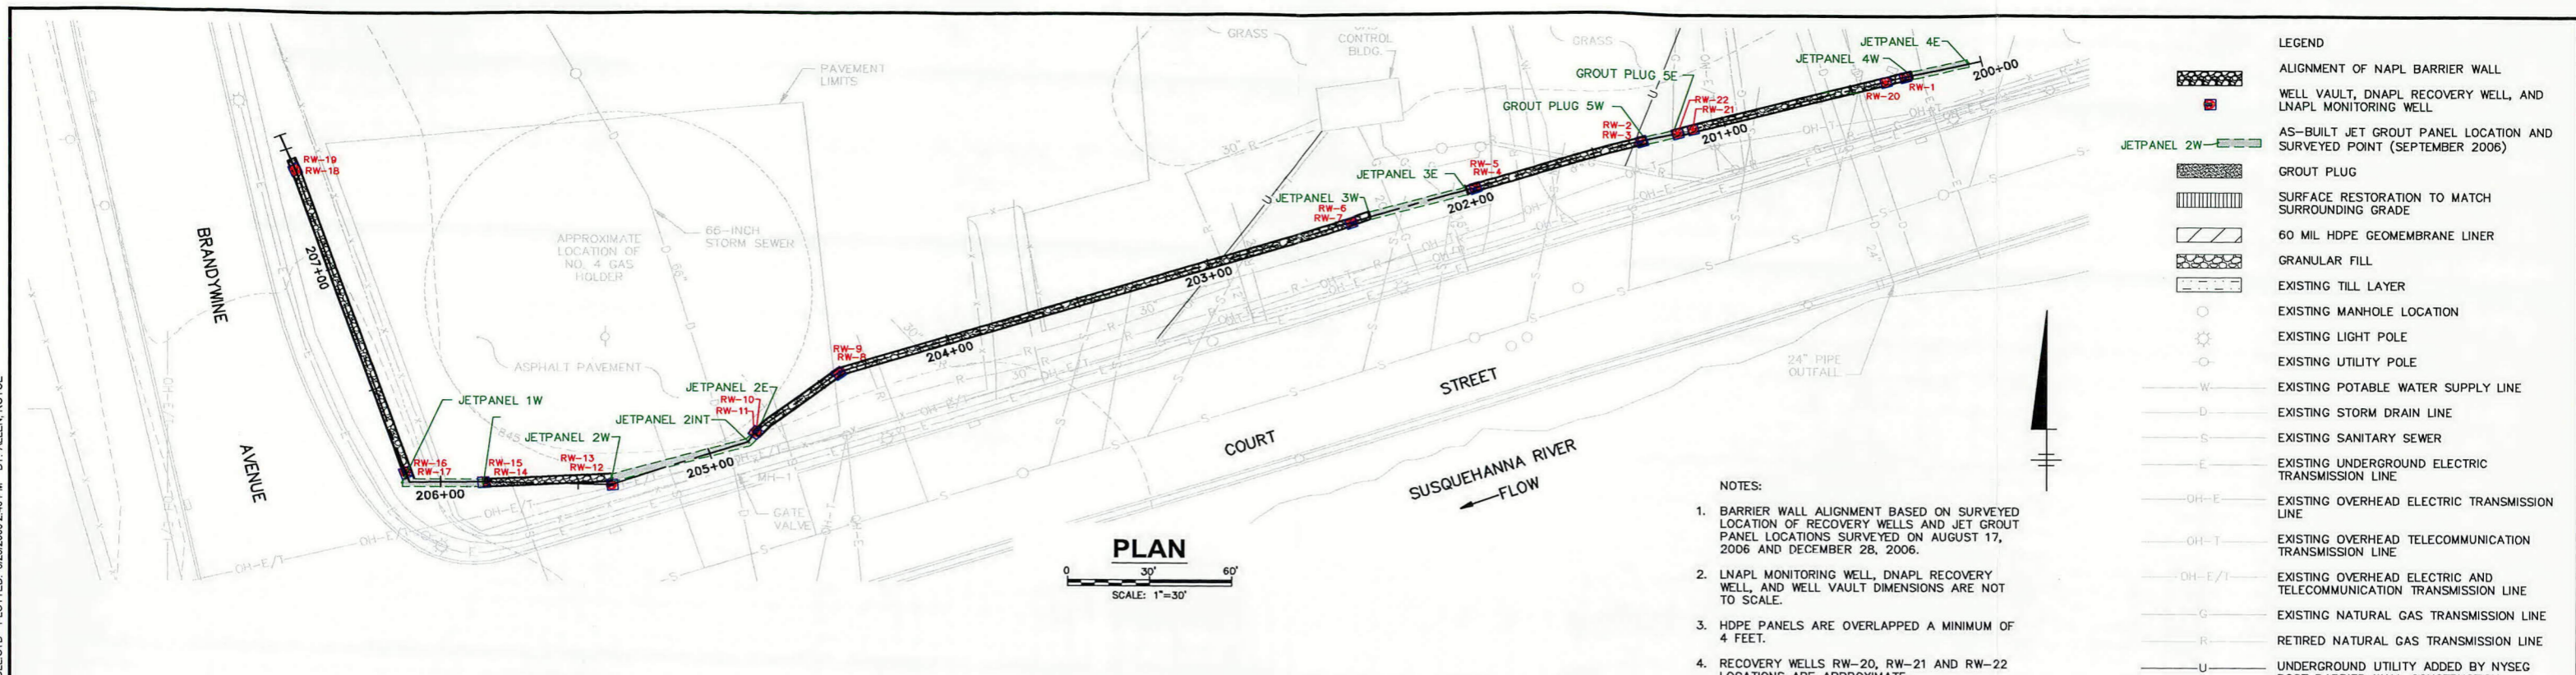 GRASS
CONTROL
BLDG.
GRASS
PAVEMENT
LIMITS
JETPANEL 4E
JETPANEL 4W
200+00
GROUT PLUG 5E
RW-20
RW-1
GROUT PLUG 5W
RW-22
RW-21
201+00
RW-2
RW-3
JETPANEL 3E
RW-5
RW-4
202+00
JETPANEL 3W
RW-6
RW-7
203+00
RW-19
RW-18
207+00
BRANDYWINE
AVENUE
APPROXIMATE
LOCATION OF
NO. 4 GAS
HOLDER
66-INCH
STORM SEWER
ASPHALT PAVEMENT
RW-9
RW-8
204+00
JETPANEL 2E
RW-10
RW-11
JETPANEL 2INT
JETPANEL 2W
JETPANEL 1W
RW-16
RW-17
RW-15
RW-14
RW-13
RW-12
206+00
205+00
MH-1
GATE
VALVE
24" PIPE
OUTFALL
COURT
STREET
SUSQUEHANNA RIVER
FLOW
PLAN
0 30' 60'
SCALE: 1"=30'
NOTES:
1. BARRIER WALL ALIGNMENT BASED ON SURVEYED
LOCATION OF RECOVERY WELLS AND JET GROUT
PANEL LOCATIONS SURVEYED ON AUGUST 17,
2006 AND DECEMBER 28, 2006.
2. LNAPL MONITORING WELL, DNAPL RECOVERY
WELL, AND WELL VAULT DIMENSIONS ARE NOT
TO SCALE.
3. HDPE PANELS ARE OVERLAPPED A MINIMUM OF
4 FEET.
4. RECOVERY WELLS RW-20, RW-21 AND RW-22
LOCATIONS ARE APPROXIMATE
LEGEND
ALIGNMENT OF NAPL BARRIER WALL
WELL VAULT, DNAPL RECOVERY WELL, AND
LNAPL MONITORING WELL
JETPANEL 2W
AS-BUILT JET GROUT PANEL LOCATION AND
SURVEYED POINT (SEPTEMBER 2006)
GROUT PLUG
SURFACE RESTORATION TO MATCH
SURROUNDING GRADE
60 MIL HDPE GEOMEMBRANE LINER
GRANULAR FILL
EXISTING TILL LAYER
EXISTING MANHOLE LOCATION
EXISTING LIGHT POLE
EXISTING UTILITY POLE
W EXISTING POTABLE WATER SUPPLY LINE
D EXISTING STORM DRAIN LINE
S EXISTING SANITARY SEWER
E EXISTING UNDERGROUND ELECTRIC
TRANSMISSION LINE
OH-E EXISTING OVERHEAD ELECTRIC TRANSMISSION
LINE
OH-T EXISTING OVERHEAD TELECOMMUNICATION
TRANSMISSION LINE
OH-E/T EXISTING OVERHEAD ELECTRIC AND
TELECOMMUNICATION TRANSMISSION LINE
G EXISTING NATURAL GAS TRANSMISSION LINE
R RETIRED NATURAL GAS TRANSMISSION LINE
U UNDERGROUND UTILITY ADDED BY NYSEG